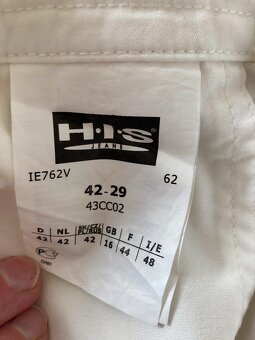 H·I·S
JEANS
IE762V 62
42-29
43CC02
D NL GB F I/E
42 42 42 16 44 48